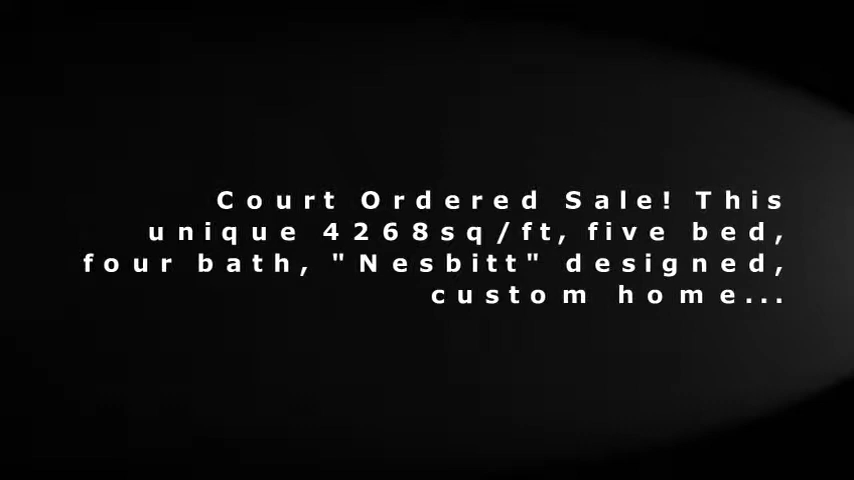 Court Ordered Sale! This
unique 4268sq/ft, five bed,
four bath, "Nesbitt" designed,
custom home...